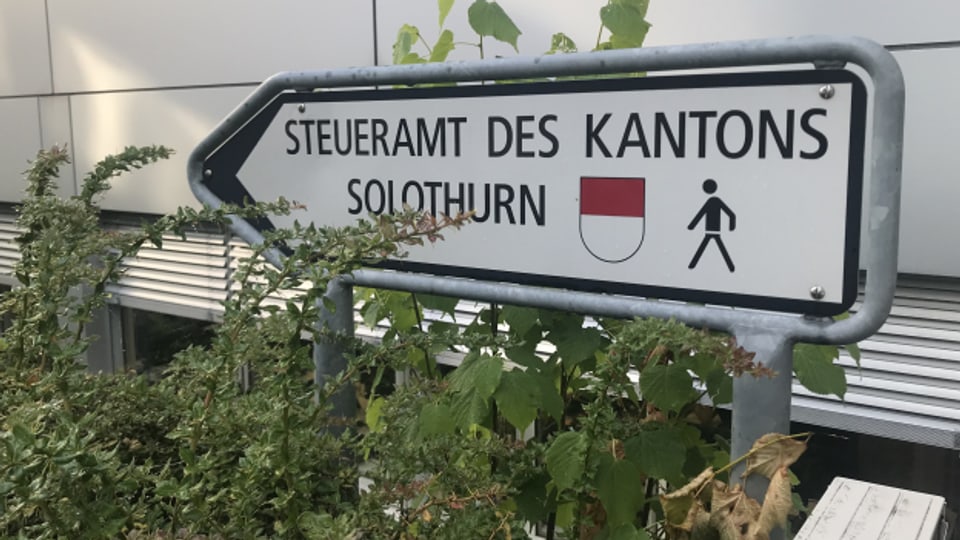 STEUERAMT DES KANTONS
SOLOTHURN